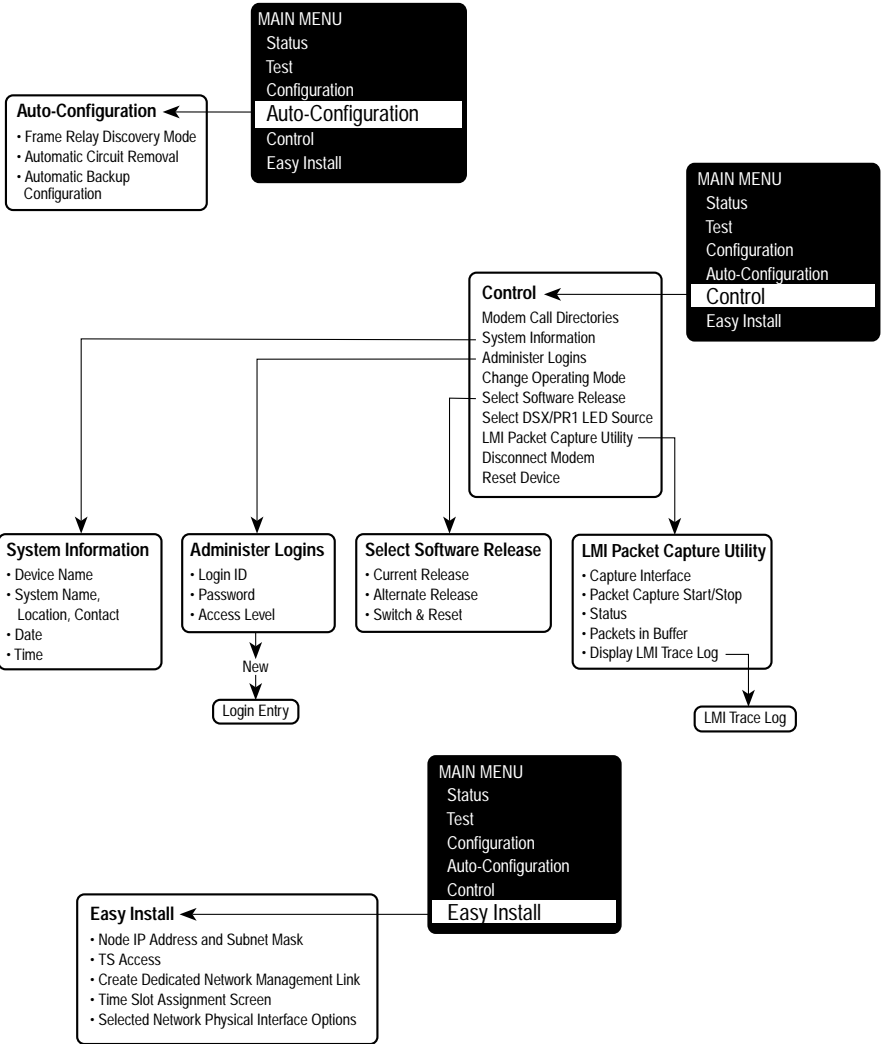 MAIN MENU
Status
Test
Configuration
Auto-Configuration
Control
Easy Install
Auto-Configuration
• Frame Relay Discovery Mode
• Automatic Circuit Removal
• Automatic Backup
Configuration
MAIN MENU
Status
Test
Configuration
Auto-Configuration
Control
Easy Install
Control
Modem Call Directories
System Information
Administer Logins
Change Operating Mode
Select Software Release
Select DSX/PR1 LED Source
LMI Packet Capture Utility
Disconnect Modem
Reset Device
System Information
• Device Name
• System Name,
Location, Contact
• Date
• Time
Administer Logins
• Login ID
• Password
• Access Level
New
Login Entry
Select Software Release
• Current Release
• Alternate Release
• Switch & Reset
LMI Packet Capture Utility
• Capture Interface
• Packet Capture Start/Stop
• Status
• Packets in Buffer
• Display LMI Trace Log
LMI Trace Log
MAIN MENU
Status
Test
Configuration
Auto-Configuration
Control
Easy Install
Easy Install
• Node IP Address and Subnet Mask
• TS Access
• Create Dedicated Network Management Link
• Time Slot Assignment Screen
• Selected Network Physical Interface Options